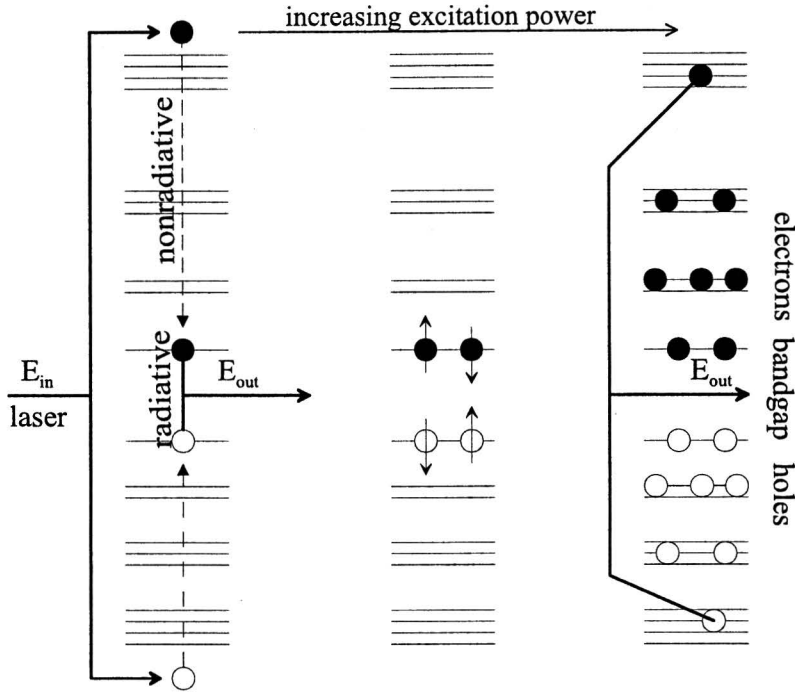 increasing excitation power
nonradiative
radiative
E_in
laser
E_out
E_out
electrons bandgap holes